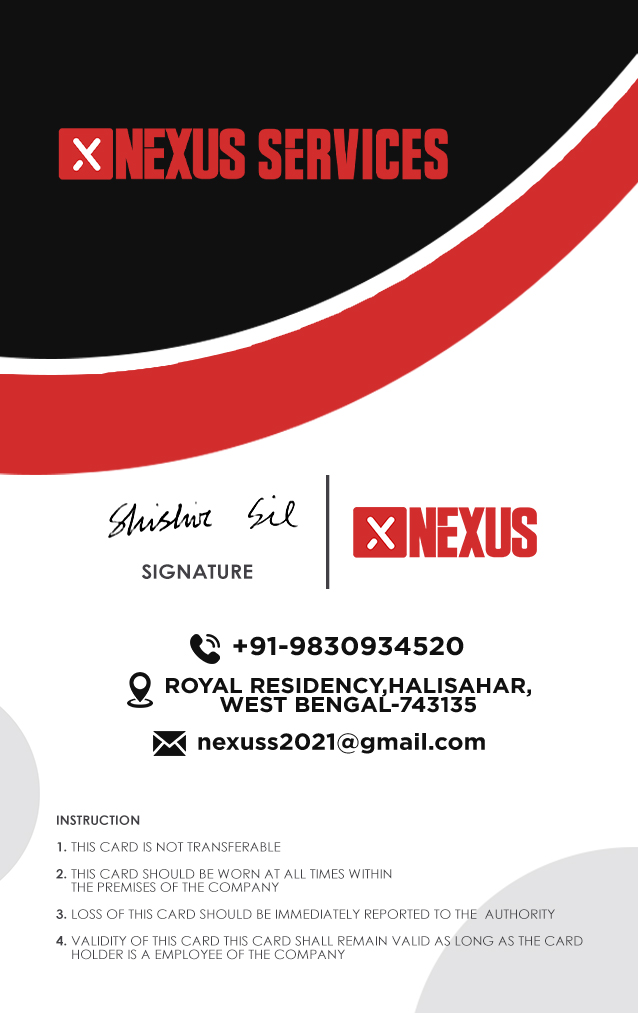 NEXUS SERVICES
Shishir Sil
SIGNATURE
NEXUS
+91-9830934520
ROYAL RESIDENCY,HALISAHAR,
WEST BENGAL-743135
nexuss2021@gmail.com
INSTRUCTION
1. THIS CARD IS NOT TRANSFERABLE
2. THIS CARD SHOULD BE WORN AT ALL TIMES WITHIN
THE PREMISES OF THE COMPANY
3. LOSS OF THIS CARD SHOULD BE IMMEDIATELY REPORTED TO THE AUTHORITY
4. VALIDITY OF THIS CARD THIS CARD SHALL REMAIN VALID AS LONG AS THE CARD
HOLDER IS A EMPLOYEE OF THE COMPANY